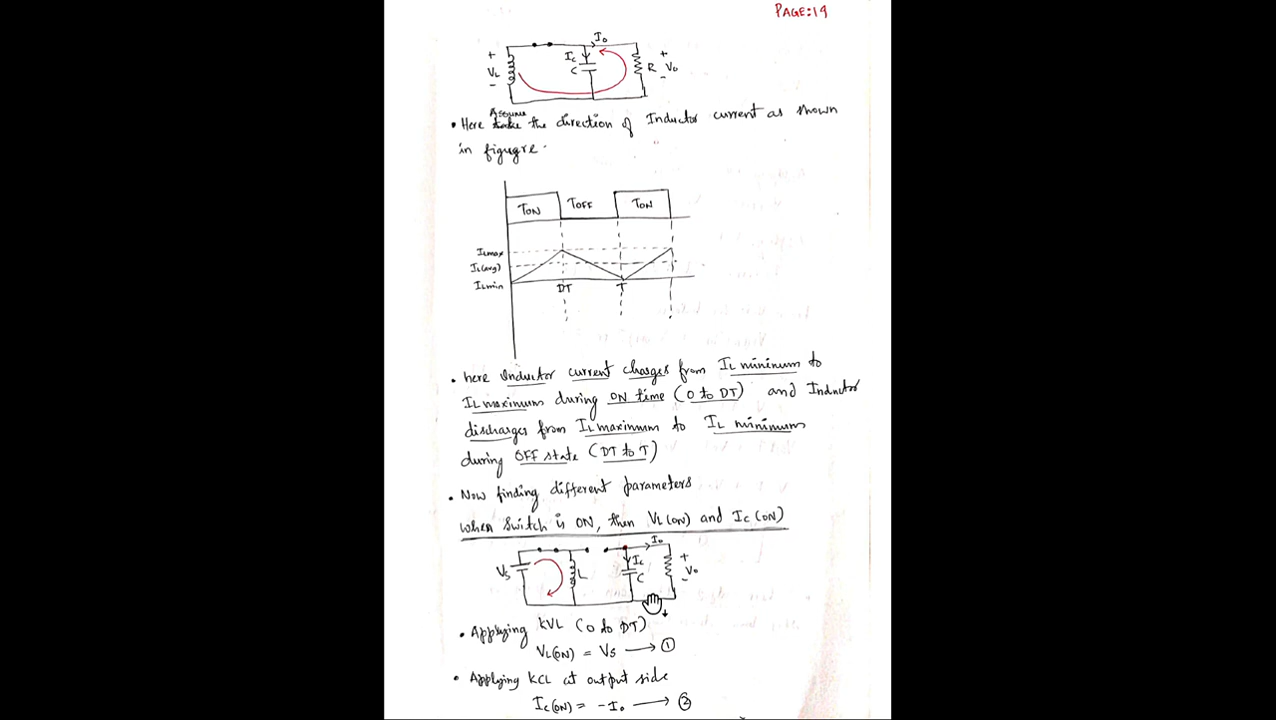 PAGE:19
Io
+ VL - Ic C R + Vo -
Assume
• Here the direction of Inductor current as shown
in figugre.
TON TOFF TON
ILmax
IL(avg)
ILmin DT T
• here Inductor current charges from IL minimum to
IL maximum during ON time (0 to DT) and Inductor
discharges from IL maximum to IL minimum
during OFF state (DT to T)
• Now finding different parameters
when switch is ON, then VL(ON) and Ic(ON)
Io
Vs L Ic C + Vo -
• Applying KVL (0 to DT)
VL(ON) = Vs → ①
• Applying KCL at output side
Ic(ON) = -Io → ②